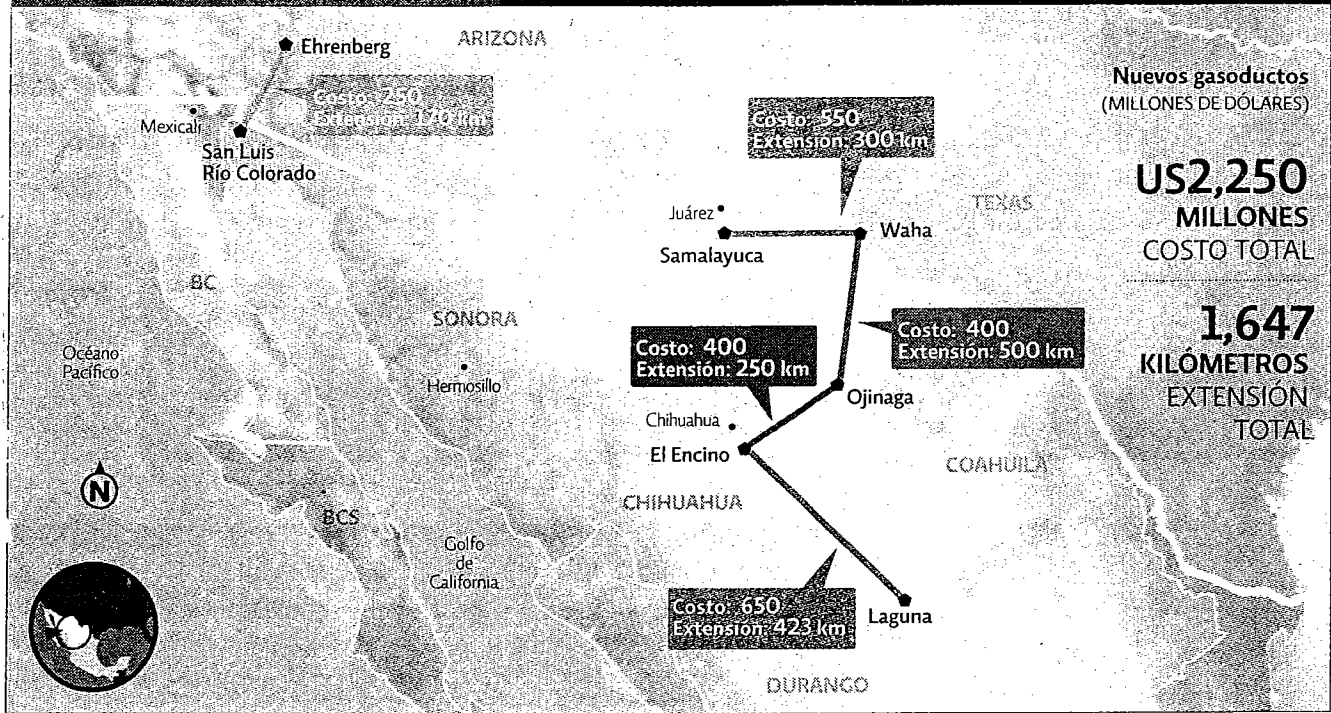 Ehrenberg
ARIZONA
Costo: 250
Extensión: 170 km
Mexicali
San Luis
Río Colorado
Nuevos gasoductos
(MILLONES DE DÓLARES)
US2,250
MILLONES
COSTO TOTAL
1,647
KILÓMETROS
EXTENSIÓN
TOTAL
Costo: 550
Extensión: 300 km
TEXAS
Juárez
Samalayuca
Waha
BC
SONORA
Océano
Pacífico
Hermosillo
Costo: 400
Extensión: 250 km
Costo: 400
Extensión: 500 km
Ojinaga
Chihuahua
El Encino
COAHUILA
CHIHUAHUA
N
BCS
Golfo
de
California
Costo: 650
Extensión: 423 km
Laguna
DURANGO